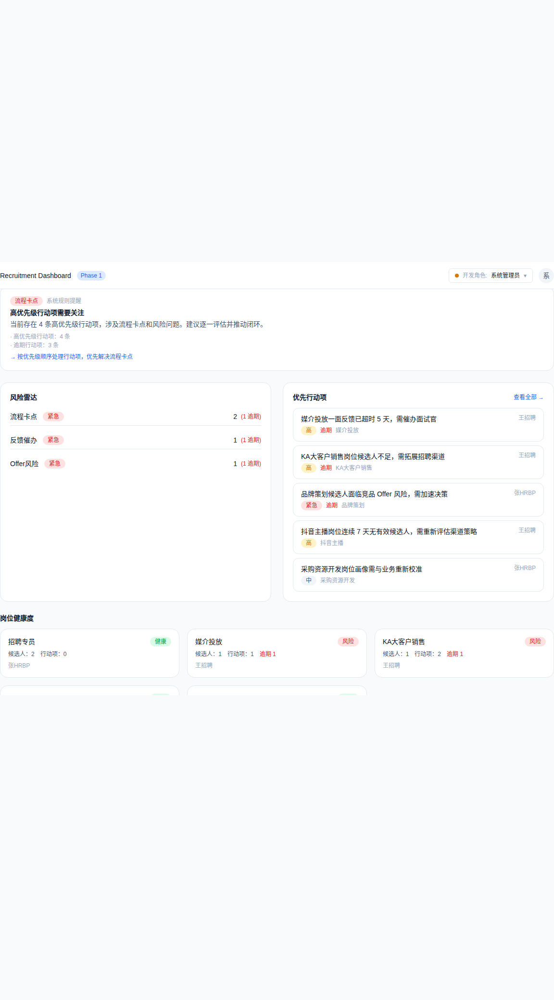 Recruitment Dashboard Phase 1 开发角色: 系统管理员 ▾ 系
流程卡点 系统规则提醒
高优先级行动项需要关注
当前存在 4 条高优先级行动项，涉及流程卡点和风险问题。建议逐一评估并推动闭环。
· 高优先级行动项：4 条
· 逾期行动项：3 条
→ 按优先级顺序处理行动项，优先解决流程卡点
风险雷达
流程卡点 紧急 2 (1 逾期)
反馈催办 紧急 1 (1 逾期)
Offer风险 紧急 1 (1 逾期)
优先行动项 查看全部 →
媒介投放一面反馈已超时 5 天，需催办面试官 王招聘
高 逾期 媒介投放
KA大客户销售岗位候选人不足，需拓展招聘渠道 王招聘
高 逾期 KA大客户销售
品牌策划候选人面临竞品 Offer 风险，需加速决策 张HRBP
紧急 逾期 品牌策划
抖音主播岗位连续 7 天无有效候选人，需重新评估渠道策略 王招聘
高 抖音主播
采购资源开发岗位画像需与业务重新校准 张HRBP
中 采购资源开发
岗位健康度
招聘专员 健康
候选人：2 行动项：0
张HRBP
媒介投放 风险
候选人：1 行动项：1 逾期 1
王招聘
KA大客户销售 风险
候选人：1 行动项：2 逾期 1
王招聘